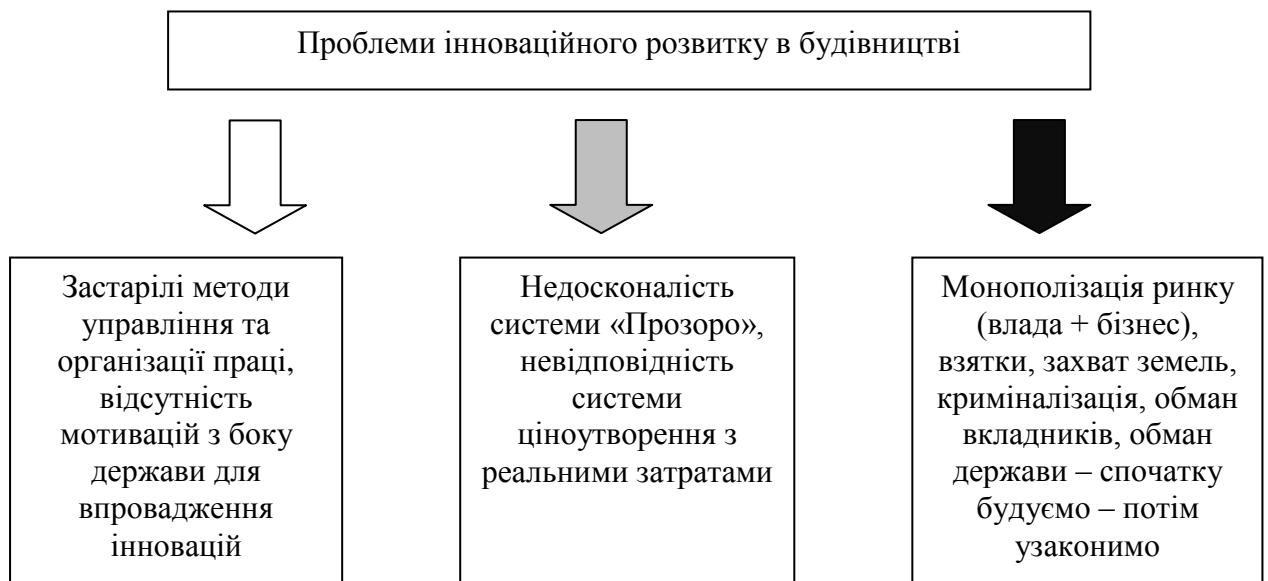 Проблеми інноваційного розвитку в будівництві
Застарілі методи
управління та
організації праці,
відсутність
мотивацій з боку
держави для
впровадження
інновацій
Недосконалість
системи «Прозоро»,
невідповідність
системи
ціноутворення з
реальними затратами
Монополізація ринку
(влада + бізнес),
взятки, захват земель,
криміналізація, обман
вкладників, обман
держави – спочатку
будуємо – потім
узаконимо